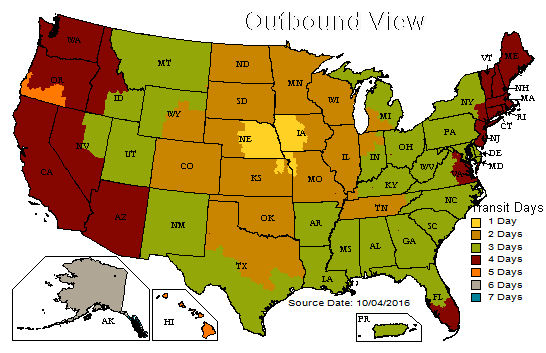 Outbound View
WA
MT
ND
MN
VT
ME
OR
ID
SD
WI
MI
NY
NH
MA
RI
CT
WY
NE
IA
PA
NJ
NV
UT
CO
KS
MO
IL
IN
OH
WV
VA
DE
MD
CA
KY
NC
AZ
NM
OK
AR
TN
SC
TX
LA
MS
AL
GA
FL
Transit Days
1 Day
2 Days
3 Days
4 Days
5 Days
6 Days
7 Days
Source Date: 10/04/2016
AK
HI
PR